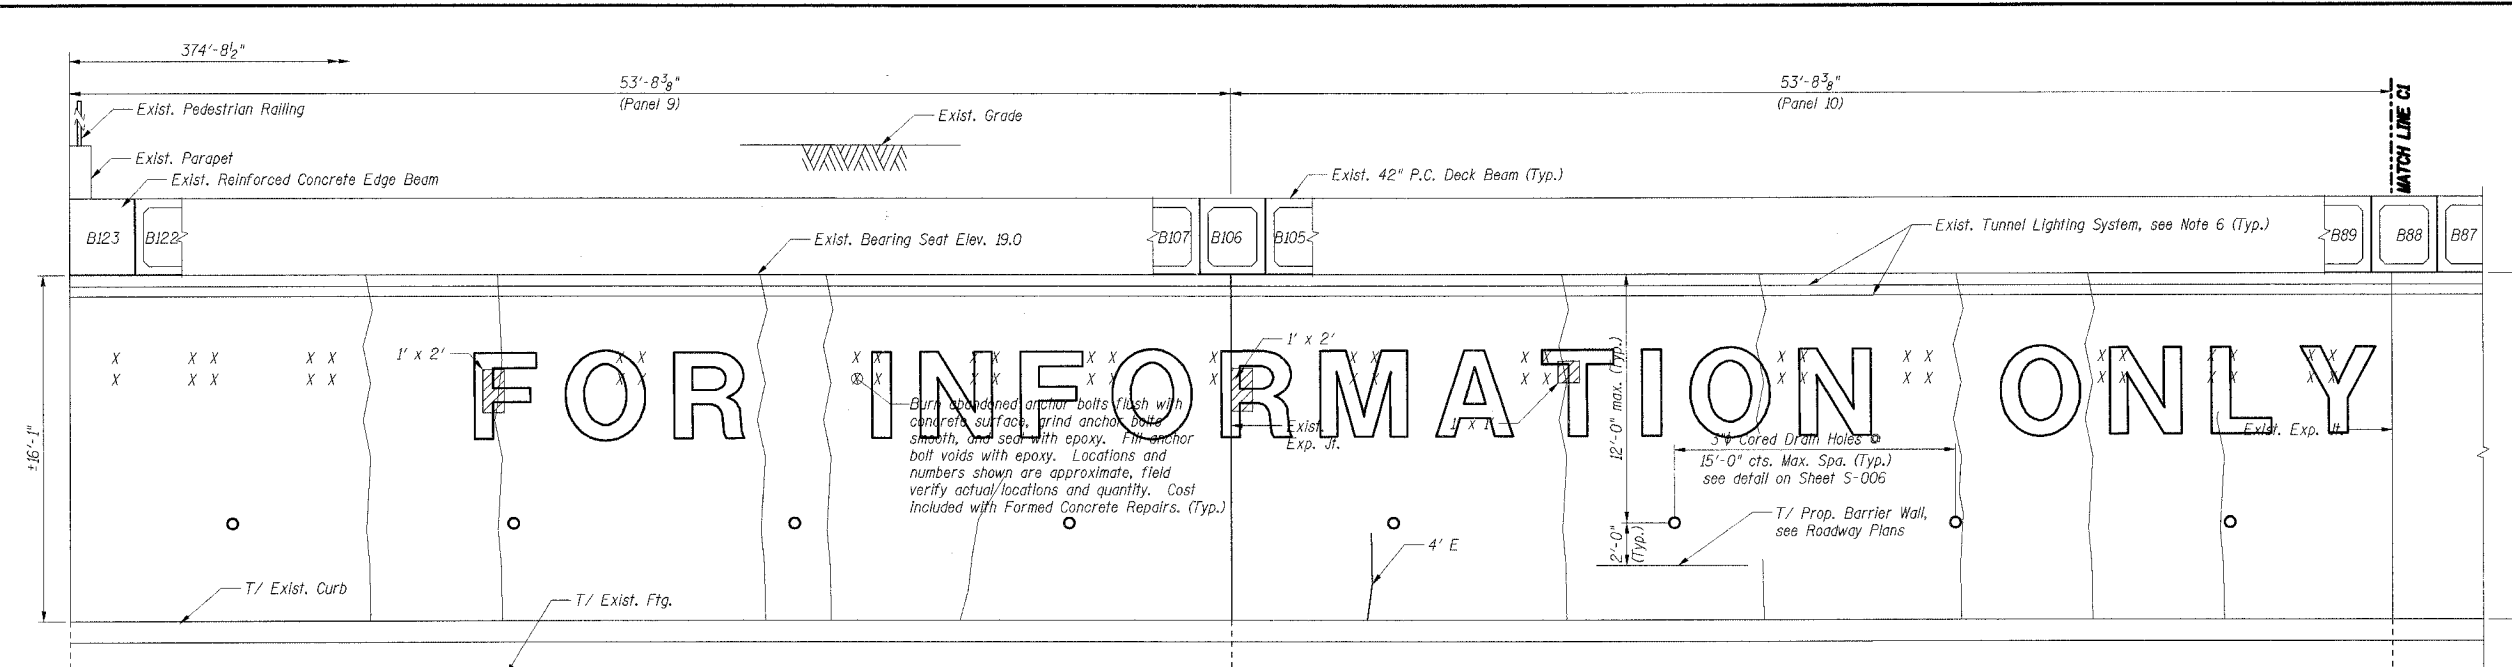 374'-8 1/2"
53'-8 3/8"
(Panel 9)
53'-8 3/8"
(Panel 10)
MATCH LINE C1
Exist. Pedestrian Railing
Exist. Grade
Exist. Parapet
Exist. Reinforced Concrete Edge Beam
Exist. 42" P.C. Deck Beam (Typ.)
B123
B122
Exist. Bearing Seat Elev. 19.0
B107
B106
B105
Exist. Tunnel Lighting System, see Note 6 (Typ.)
B89
B88
B87
1' x 2'
1' x 2'
1' x 1'
FOR INFORMATION ONLY
±16'-1"
Burn abandoned anchor bolts flush with
concrete surface, grind anchor bolts
smooth, and seal with epoxy. Fill anchor
bolt voids with epoxy. Locations and
numbers shown are approximate, field
verify actual locations and quantity. Cost
included with Formed Concrete Repairs. (Typ.)
Exist.
Exp. Jt.
12'-0" max. (Typ.)
3"ϕ Cored Drain Holes @
15'-0" cts. Max. Spa. (Typ.)
see detail on Sheet S-006
Exist. Exp. Jt.
T/ Prop. Barrier Wall,
see Roadway Plans
2'-0"
(Typ.)
4' E
T/ Exist. Curb
T/ Exist. Ftg.